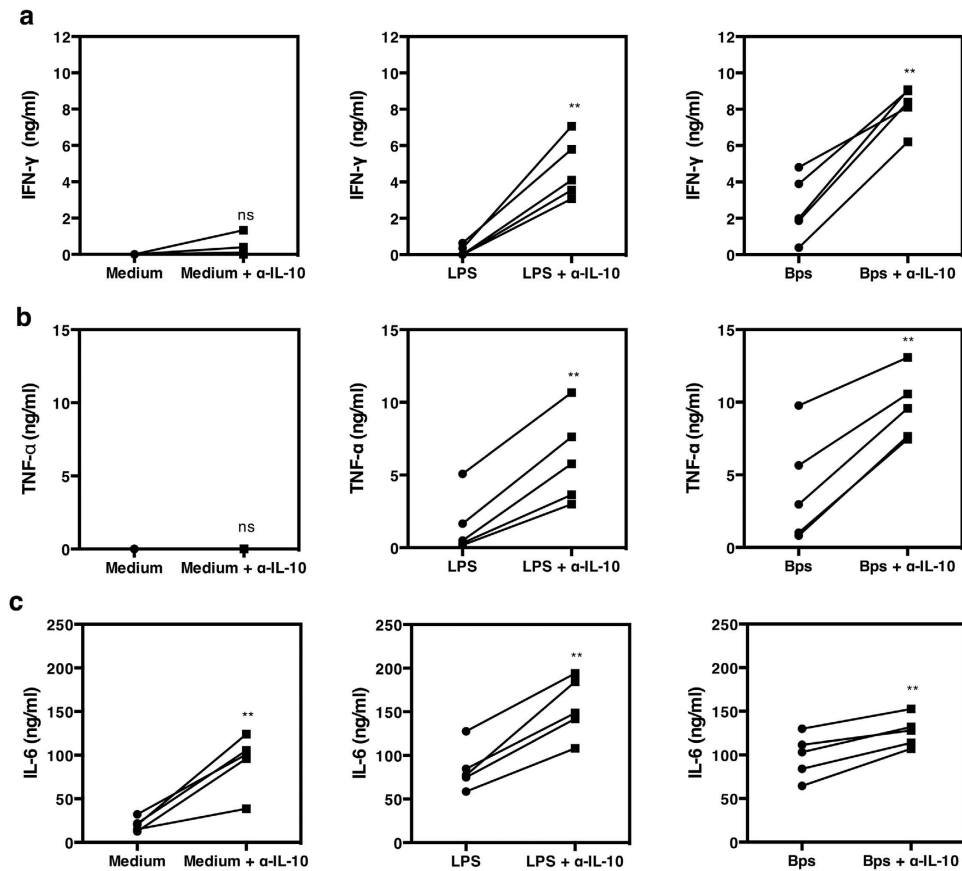 a
12
10
8
6
4
2
0
IFN-γ (ng/ml)
ns
Medium
Medium + α-IL-10
12
10
8
6
4
2
0
IFN-γ (ng/ml)
**
LPS
LPS + α-IL-10
12
10
8
6
4
2
0
IFN-γ (ng/ml)
**
Bps
Bps + α-IL-10
b
15
10
5
0
TNF-α (ng/ml)
ns
Medium
Medium + α-IL-10
15
10
5
0
TNF-α (ng/ml)
**
LPS
LPS + α-IL-10
15
10
5
0
TNF-α (ng/ml)
**
Bps
Bps + α-IL-10
c
250
200
150
100
50
0
IL-6 (ng/ml)
**
Medium
Medium + α-IL-10
250
200
150
100
50
0
IL-6 (ng/ml)
**
LPS
LPS + α-IL-10
250
200
150
100
50
0
IL-6 (ng/ml)
**
Bps
Bps + α-IL-10